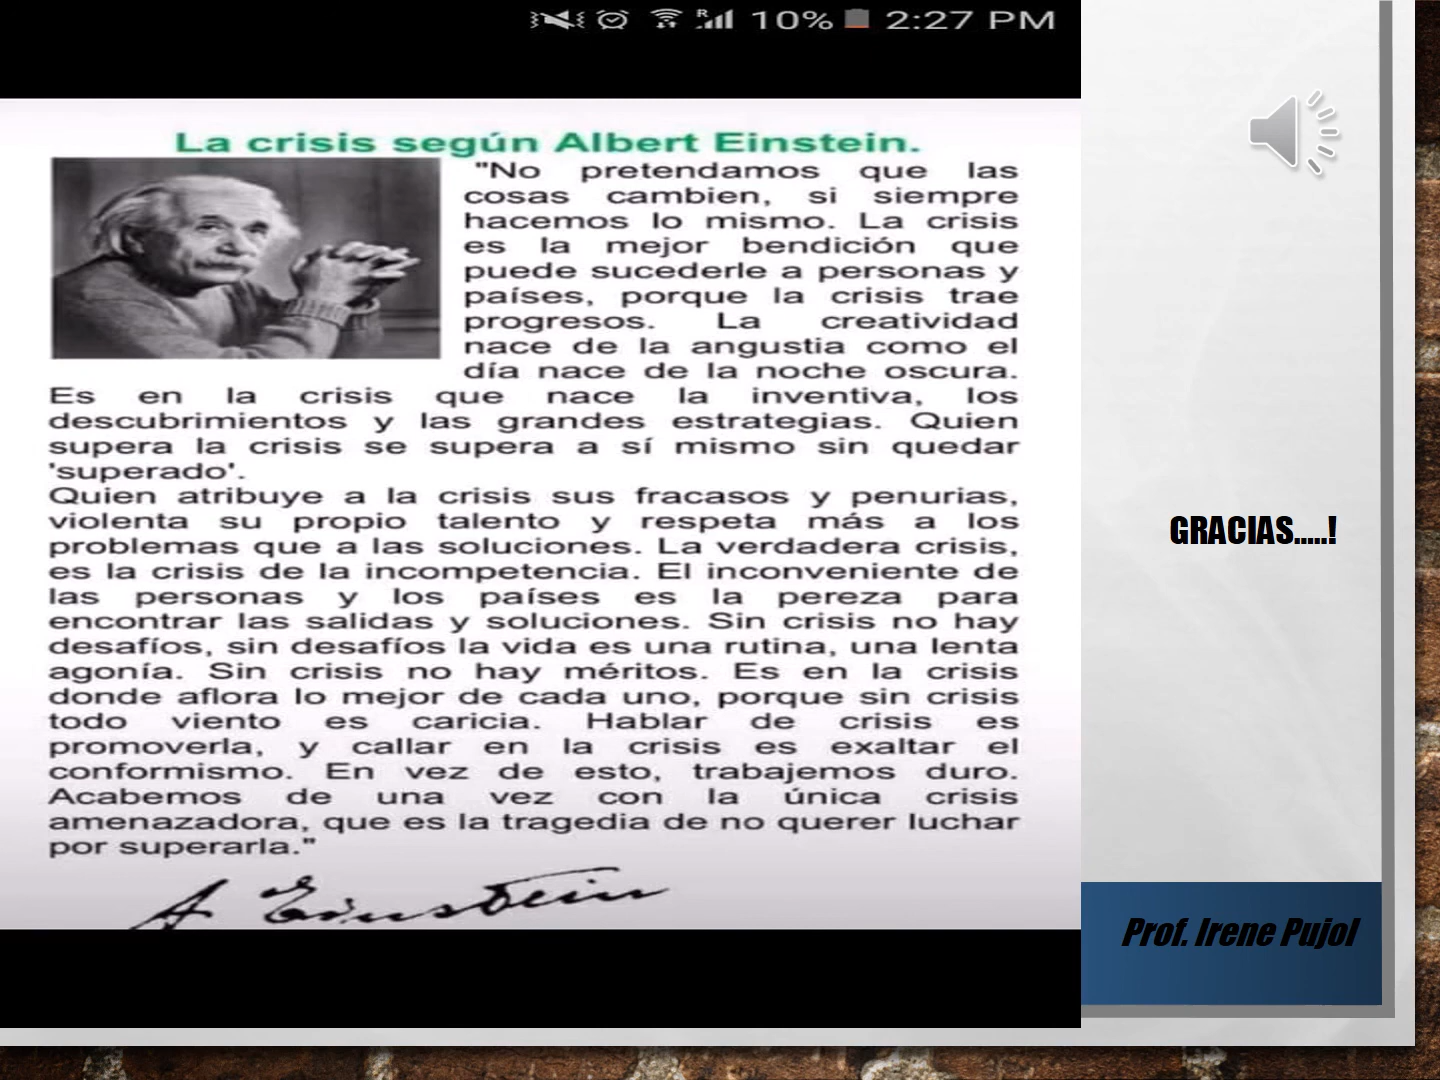 10% 2:27 PM
La crisis según Albert Einstein.
"No pretendamos que las
cosas cambien, si siempre
hacemos lo mismo. La crisis
es la mejor bendición que
puede sucederle a personas y
países, porque la crisis trae
progresos. La creatividad
nace de la angustia como el
día nace de la noche oscura.
Es en la crisis que nace la inventiva, los
descubrimientos y las grandes estrategias. Quien
supera la crisis se supera a sí mismo sin quedar
'superado'.
Quien atribuye a la crisis sus fracasos y penurias,
violenta su propio talento y respeta más a los
problemas que a las soluciones. La verdadera crisis,
es la crisis de la incompetencia. El inconveniente de
las personas y los países es la pereza para
encontrar las salidas y soluciones. Sin crisis no hay
desafíos, sin desafíos la vida es una rutina, una lenta
agonía. Sin crisis no hay méritos. Es en la crisis
donde aflora lo mejor de cada uno, porque sin crisis
todo viento es caricia. Hablar de crisis es
promoverla, y callar en la crisis es exaltar el
conformismo. En vez de esto, trabajemos duro.
Acabemos de una vez con la única crisis
amenazadora, que es la tragedia de no querer luchar
por superarla."
A Einstein
GRACIAS.....!
Prof. Irene Pujol